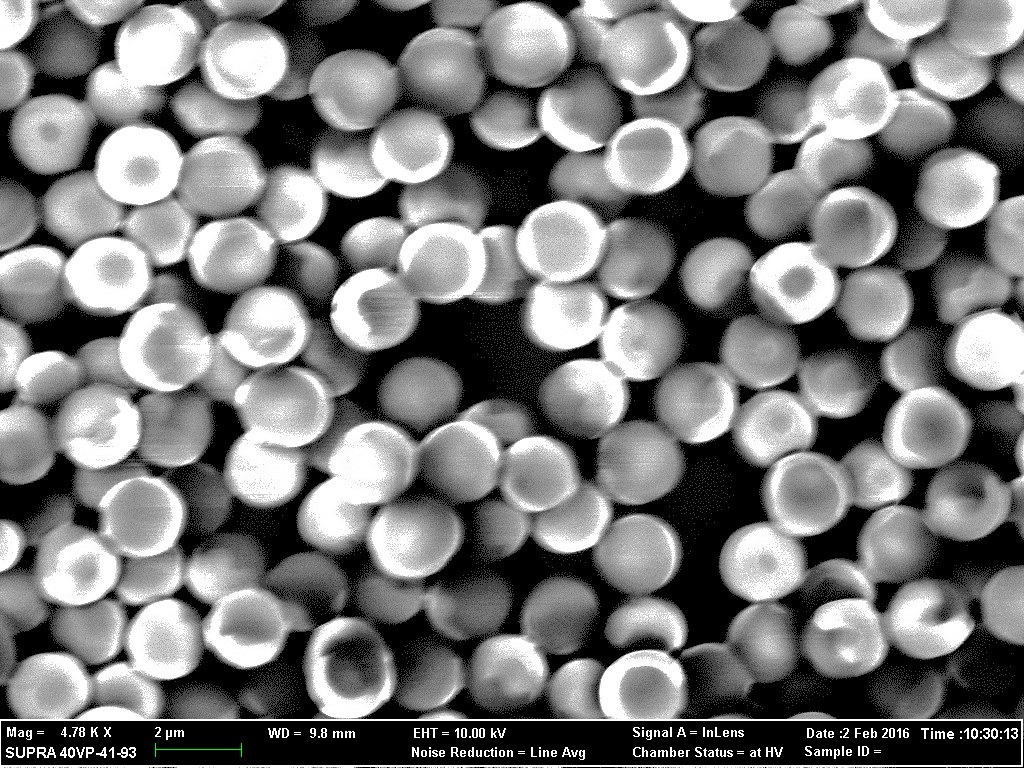 Mag = 4.78 K X 2 µm WD = 9.8 mm EHT = 10.00 kV Signal A = InLens Date :2 Feb 2016 Time :10:30:13
SUPRA 40VP-41-93 Noise Reduction = Line Avg Chamber Status = at HV Sample ID =